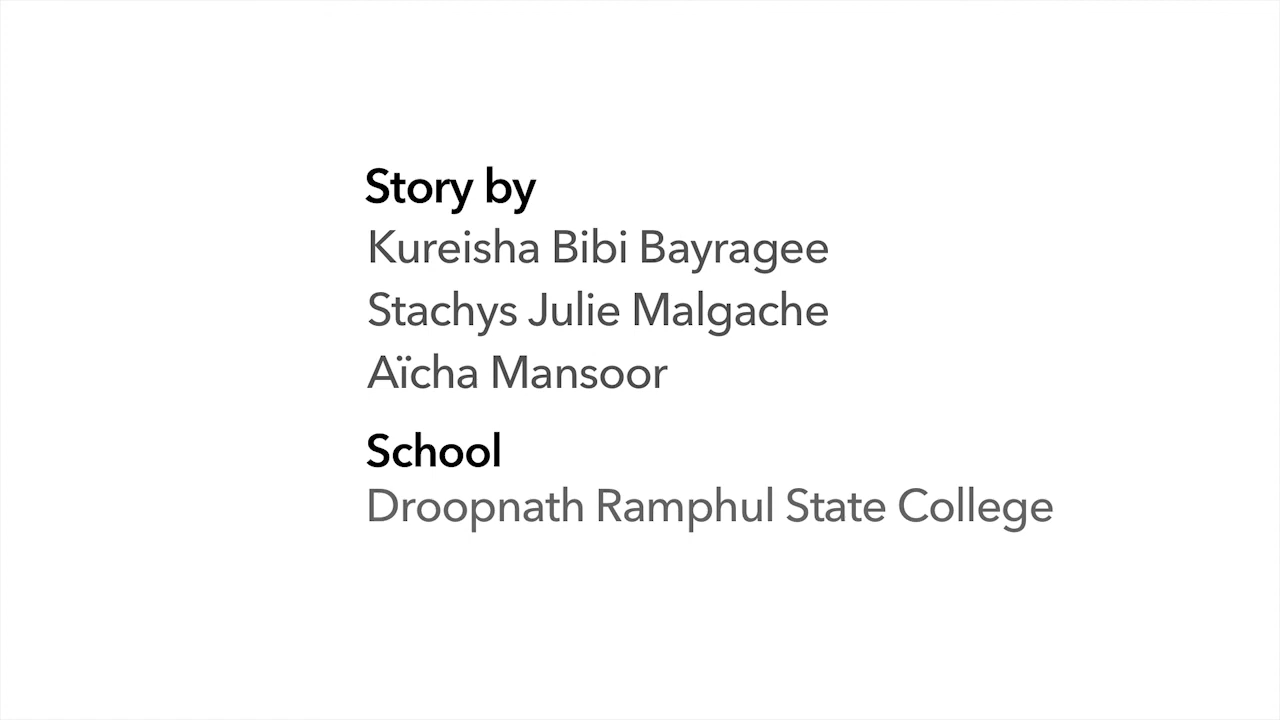 Story by
Kureisha Bibi Bayragee
Stachys Julie Malgache
Aïcha Mansoor
School
Droopnath Ramphul State College